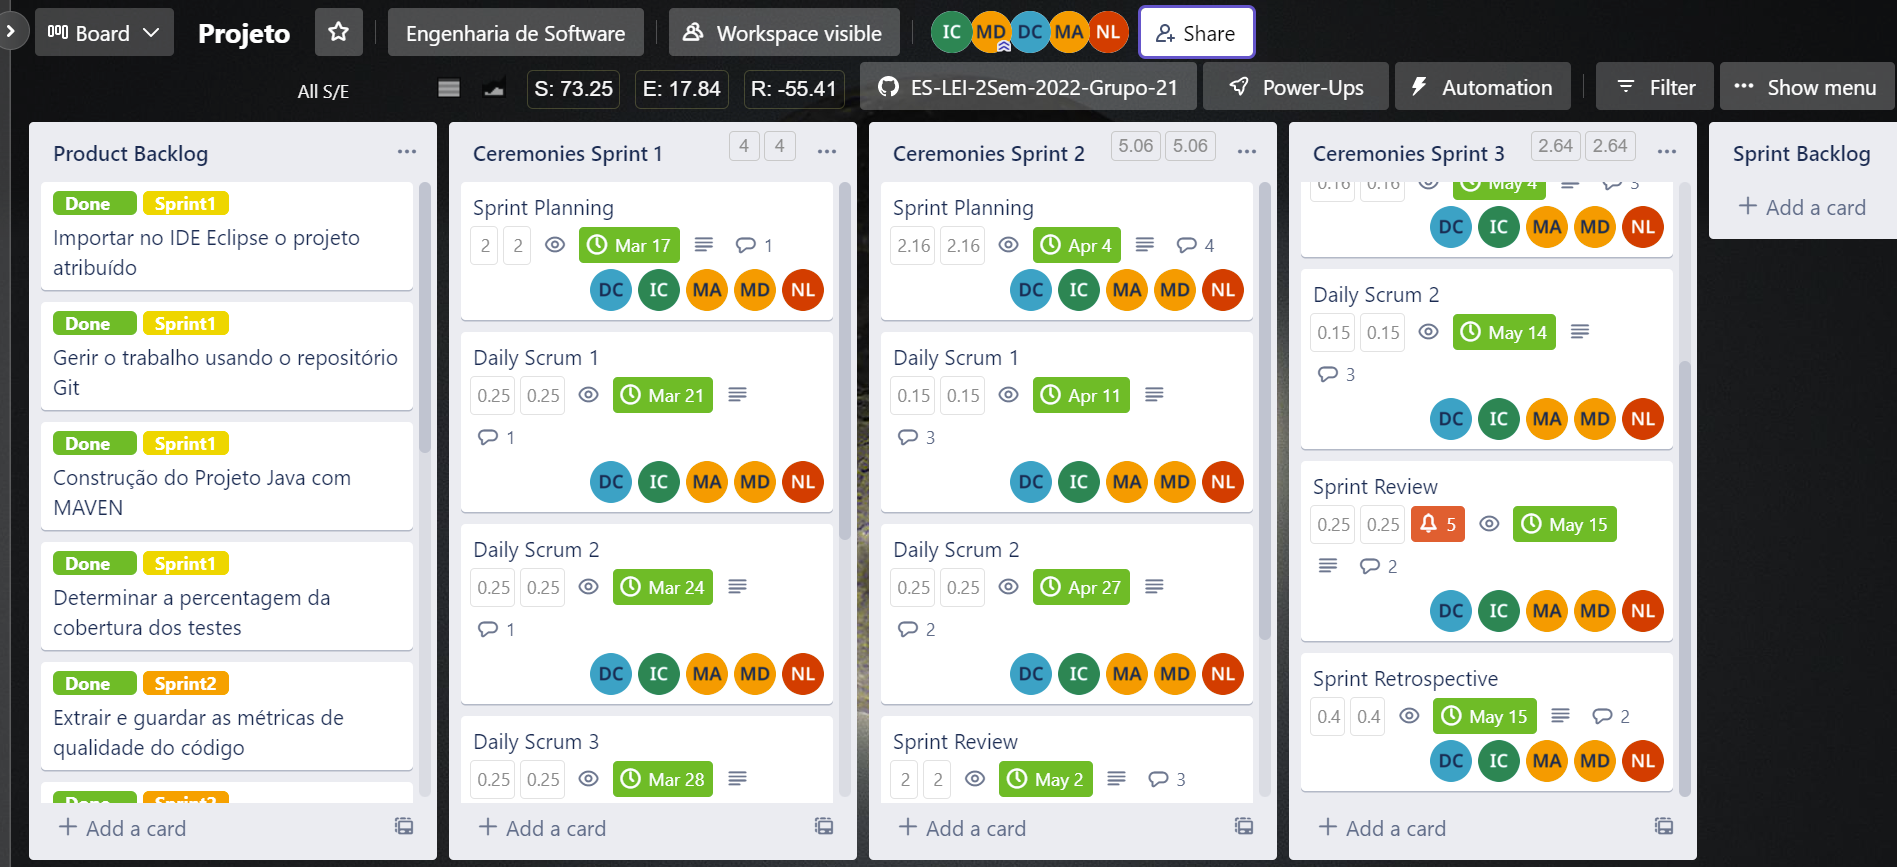 Board
Projeto
Engenharia de Software
Workspace visible
IC MD DC MA NL
Share
All S/E
S: 73.25
E: 17.84
R: -55.41
ES-LEI-2Sem-2022-Grupo-21
Power-Ups
Automation
Filter
Show menu
Product Backlog
Done Sprint1
Importar no IDE Eclipse o projeto
atribuído
Done Sprint1
Gerir o trabalho usando o repositório
Git
Done Sprint1
Construção do Projeto Java com
MAVEN
Done Sprint1
Determinar a percentagem da
cobertura dos testes
Done Sprint2
Extrair e guardar as métricas de
qualidade do código
Done Sprint2
+ Add a card
Ceremonies Sprint 1
4 4
Sprint Planning
2 2 Mar 17 1
DC IC MA MD NL
Daily Scrum 1
0.25 0.25 Mar 21
1
DC IC MA MD NL
Daily Scrum 2
0.25 0.25 Mar 24
1
DC IC MA MD NL
Daily Scrum 3
0.25 0.25 Mar 28
+ Add a card
Ceremonies Sprint 2
5.06 5.06
Sprint Planning
2.16 2.16 Apr 4 4
DC IC MA MD NL
Daily Scrum 1
0.15 0.15 Apr 11
3
DC IC MA MD NL
Daily Scrum 2
0.25 0.25 Apr 27
2
DC IC MA MD NL
Sprint Review
2 2 May 2 3
+ Add a card
Ceremonies Sprint 3
2.64 2.64
0.16 0.16 May 4 3
DC IC MA MD NL
Daily Scrum 2
0.15 0.15 May 14
3
DC IC MA MD NL
Sprint Review
0.25 0.25 5 May 15
2
DC IC MA MD NL
Sprint Retrospective
0.4 0.4 May 15 2
DC IC MA MD NL
+ Add a card
Sprint Backlog
+ Add a card